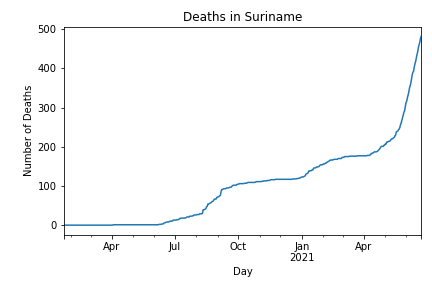 Deaths in Suriname
500
400
300
200
100
0
Number of Deaths
Apr
Jul
Oct
Jan
2021
Apr
Day